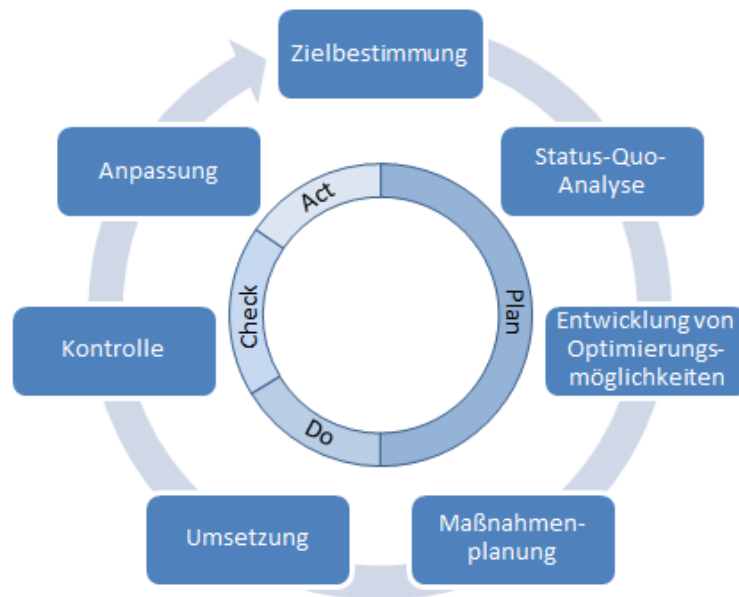 Zielbestimmung
Status-Quo-
Analyse
Entwicklung von
Optimierungs-
möglichkeiten
Maßnahmen-
planung
Umsetzung
Kontrolle
Anpassung
Plan
Do
Check
Act